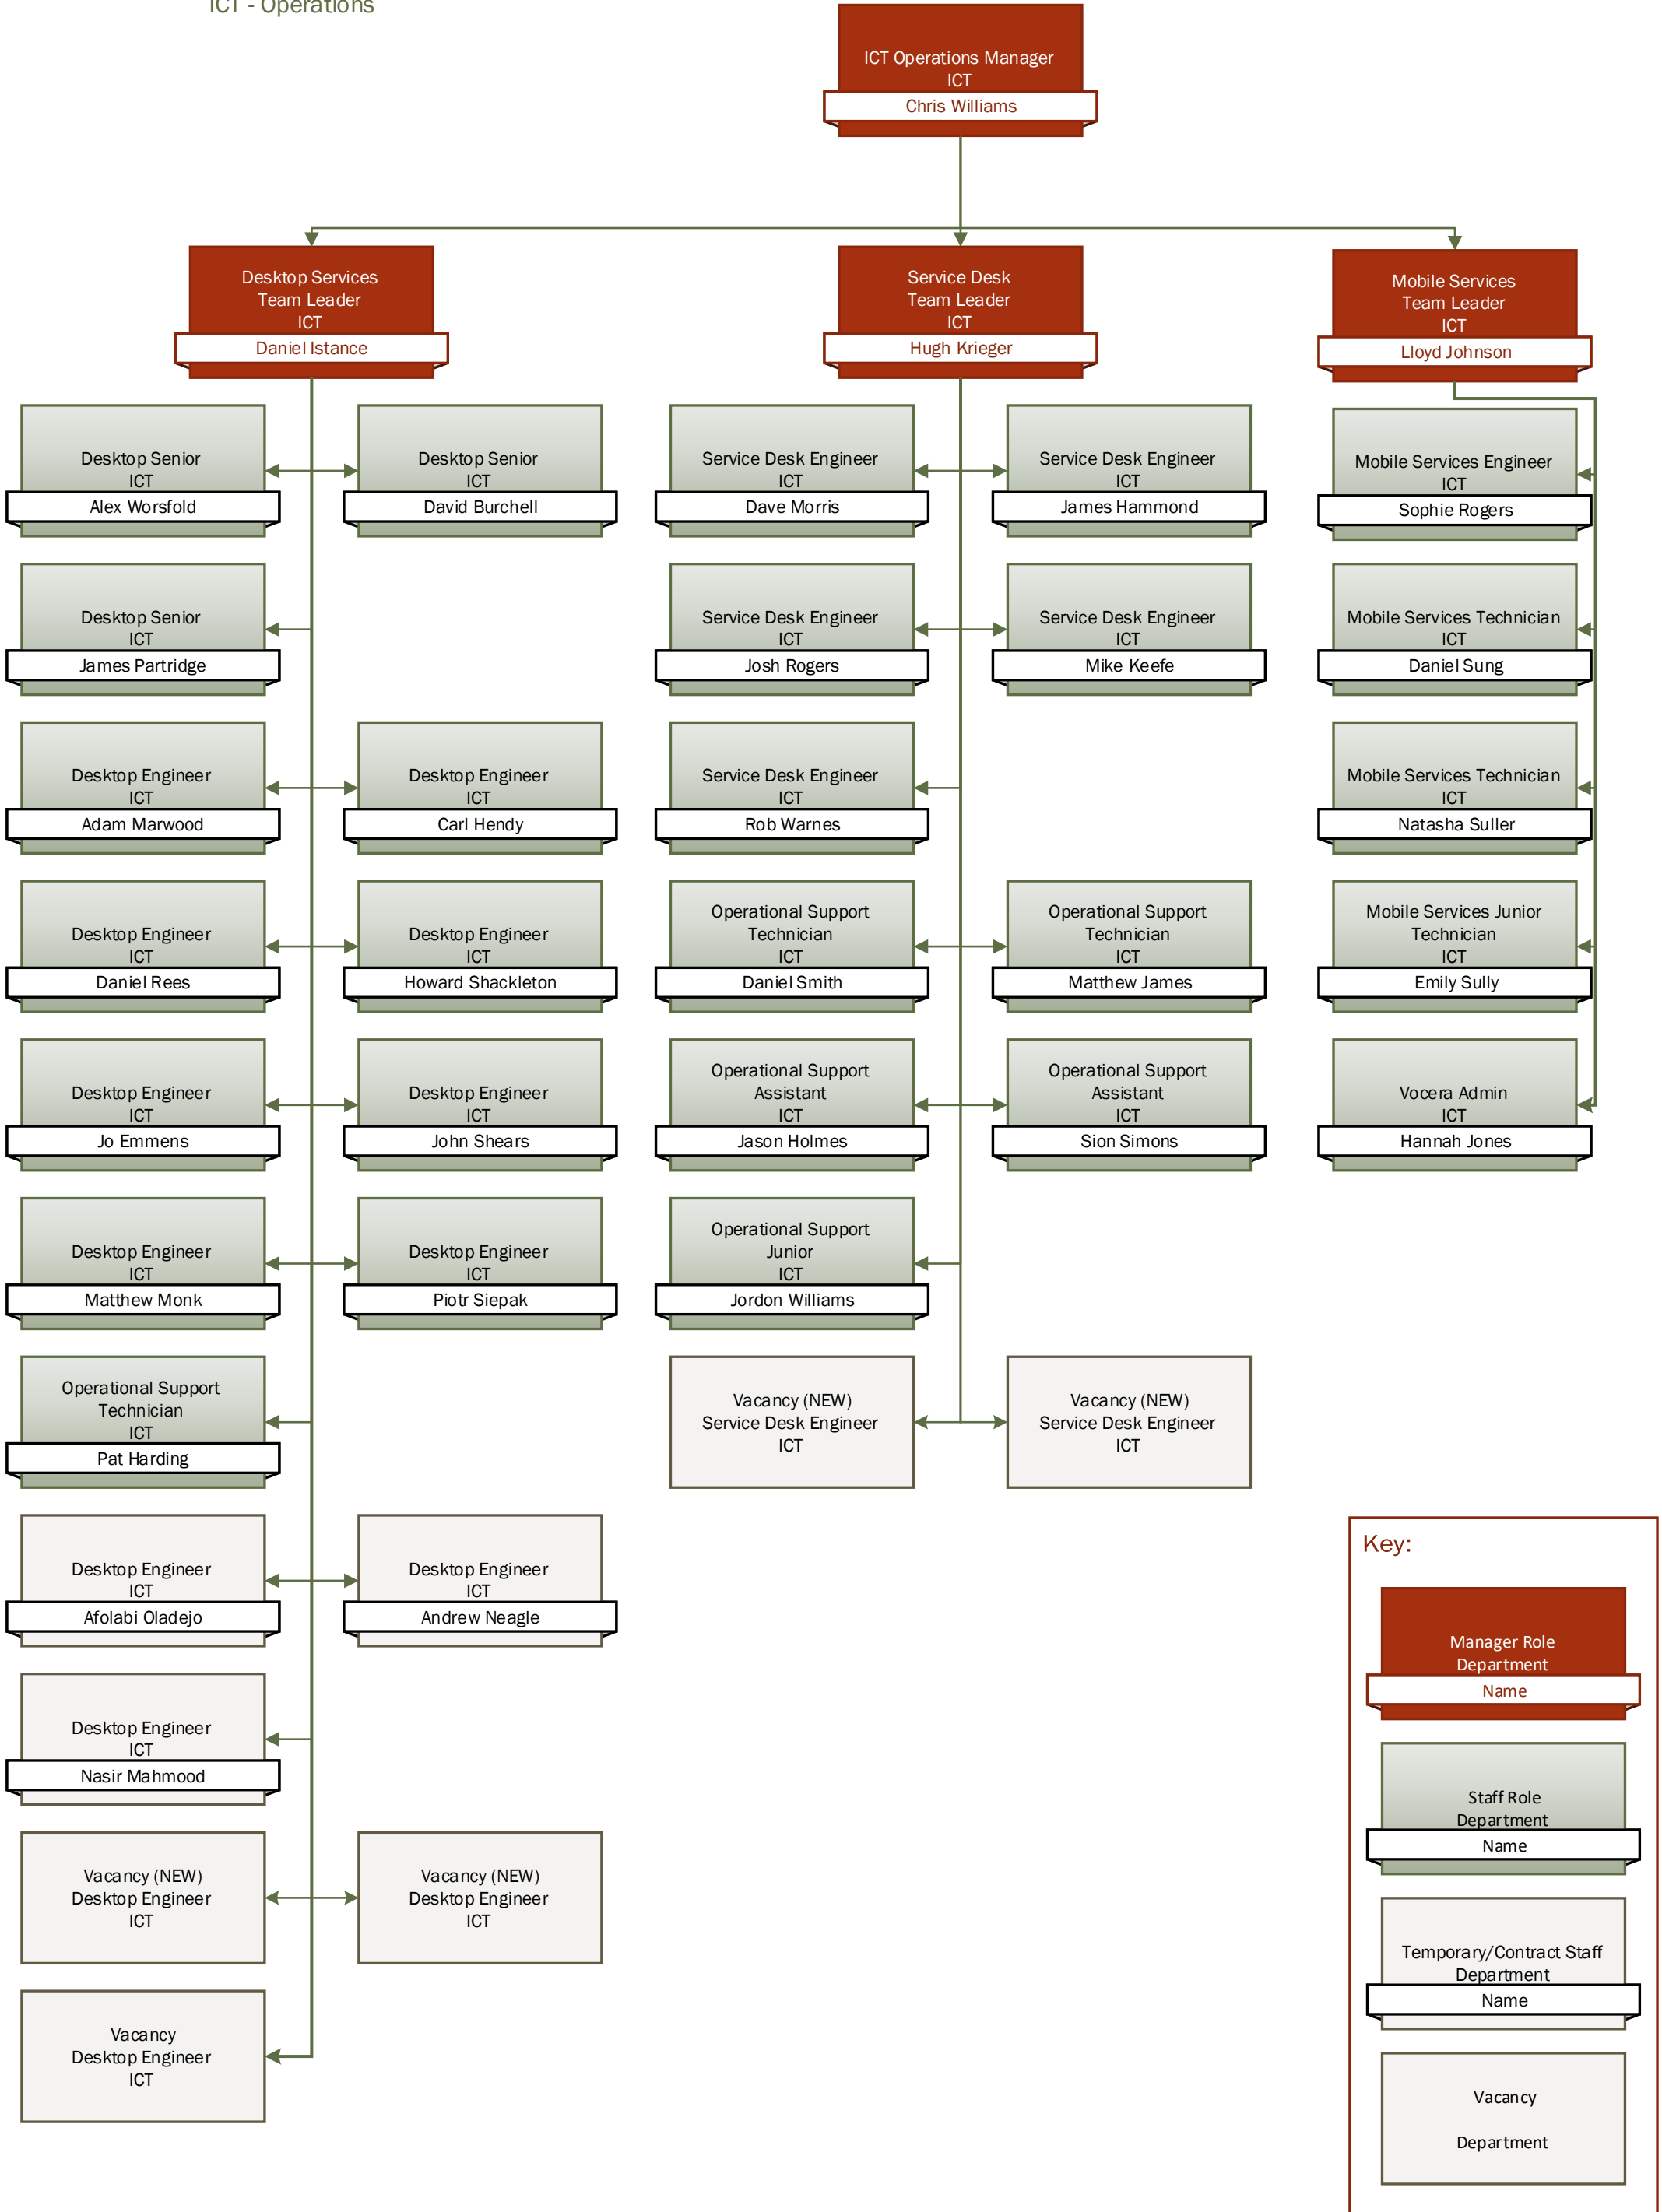 ICT - Operations
ICT Operations Manager
ICT
Chris Williams
Desktop Services
Team Leader
ICT
Daniel Istance
Service Desk
Team Leader
ICT
Hugh Krieger
Mobile Services
Team Leader
ICT
Lloyd Johnson
Desktop Senior
ICT
Alex Worsfold
Desktop Senior
ICT
David Burchell
Service Desk Engineer
ICT
Dave Morris
Service Desk Engineer
ICT
James Hammond
Mobile Services Engineer
ICT
Sophie Rogers
Desktop Senior
ICT
James Partridge
Service Desk Engineer
ICT
Josh Rogers
Service Desk Engineer
ICT
Mike Keefe
Mobile Services Technician
ICT
Daniel Sung
Desktop Engineer
ICT
Adam Marwood
Desktop Engineer
ICT
Carl Hendy
Service Desk Engineer
ICT
Rob Warnes
Mobile Services Technician
ICT
Natasha Suller
Desktop Engineer
ICT
Daniel Rees
Desktop Engineer
ICT
Howard Shackleton
Operational Support
Technician
ICT
Daniel Smith
Operational Support
Technician
ICT
Matthew James
Mobile Services Junior
Technician
ICT
Emily Sully
Desktop Engineer
ICT
Jo Emmens
Desktop Engineer
ICT
John Shears
Operational Support
Assistant
ICT
Jason Holmes
Operational Support
Assistant
ICT
Sion Simons
Vocera Admin
ICT
Hannah Jones
Desktop Engineer
ICT
Matthew Monk
Desktop Engineer
ICT
Piotr Siepak
Operational Support
Junior
ICT
Jordon Williams
Operational Support
Technician
ICT
Pat Harding
Vacancy (NEW)
Service Desk Engineer
ICT
Vacancy (NEW)
Service Desk Engineer
ICT
Desktop Engineer
ICT
Afolabi Oladejo
Desktop Engineer
ICT
Andrew Neagle
Desktop Engineer
ICT
Nasir Mahmood
Vacancy (NEW)
Desktop Engineer
ICT
Vacancy (NEW)
Desktop Engineer
ICT
Vacancy
Desktop Engineer
ICT
Key:
Manager Role
Department
Name
Staff Role
Department
Name
Temporary/Contract Staff
Department
Name
Vacancy
Department